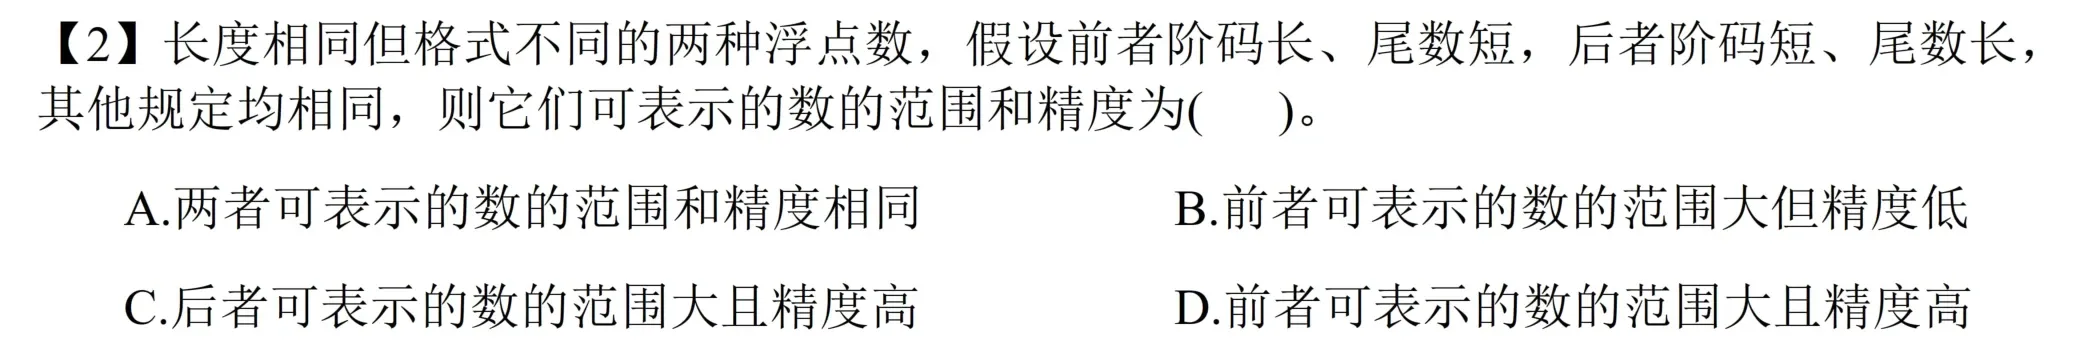 【2】长度相同但格式不同的两种浮点数，假设前者阶码长、尾数短，后者阶码短、尾数长，
其他规定均相同，则它们可表示的数的范围和精度为(　　)。
A.两者可表示的数的范围和精度相同　　B.前者可表示的数的范围大但精度低
C.后者可表示的数的范围大且精度高　　D.前者可表示的数的范围大且精度高